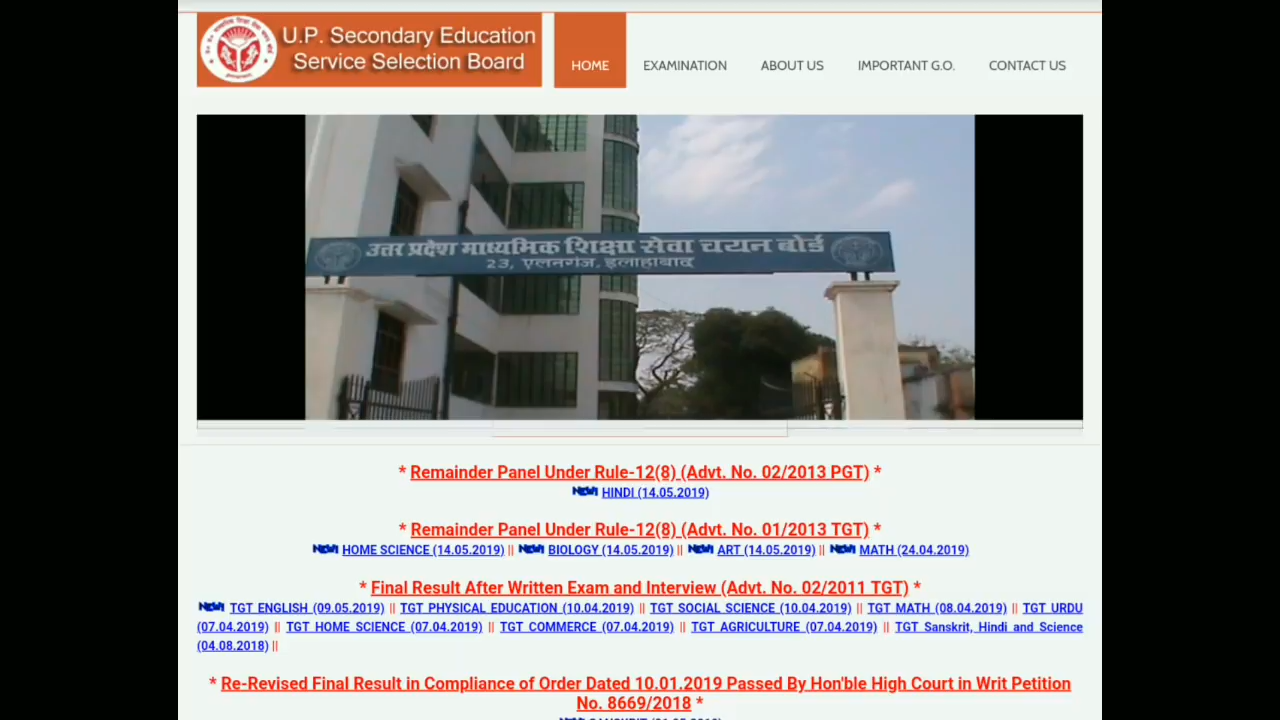 U.P. Secondary Education
Service Selection Board
HOME EXAMINATION ABOUT US IMPORTANT G.O. CONTACT US
उत्तर प्रदेश माध्यमिक शिक्षा सेवा चयन बोर्ड
23, एलनगंज, इलाहाबाद
* Remainder Panel Under Rule-12(8) (Advt. No. 02/2013 PGT) *
NEW! HINDI (14.05.2019)
* Remainder Panel Under Rule-12(8) (Advt. No. 01/2013 TGT) *
NEW! HOME SCIENCE (14.05.2019) || NEW! BIOLOGY (14.05.2019) || NEW! ART (14.05.2019) || NEW! MATH (24.04.2019)
* Final Result After Written Exam and Interview (Advt. No. 02/2011 TGT) *
NEW! TGT ENGLISH (09.05.2019) || TGT PHYSICAL EDUCATION (10.04.2019) || TGT SOCIAL SCIENCE (10.04.2019) || TGT MATH (08.04.2019) || TGT URDU
(07.04.2019) || TGT HOME SCIENCE (07.04.2019) || TGT COMMERCE (07.04.2019) || TGT AGRICULTURE (07.04.2019) || TGT Sanskrit, Hindi and Science
(04.08.2018) ||
* Re-Revised Final Result in Compliance of Order Dated 10.01.2019 Passed By Hon'ble High Court in Writ Petition
No. 8669/2018 *